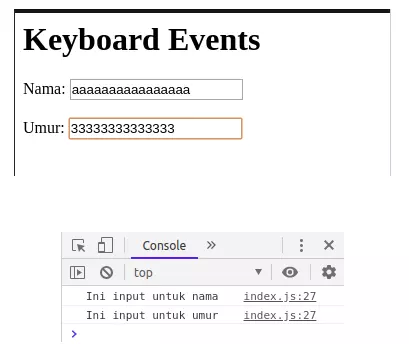 Keyboard Events
Nama: aaaaaaaaaaaaaaaa
Umur: 33333333333333
Console »
top
Ini input untuk nama index.js:27
Ini input untuk umur index.js:27
>